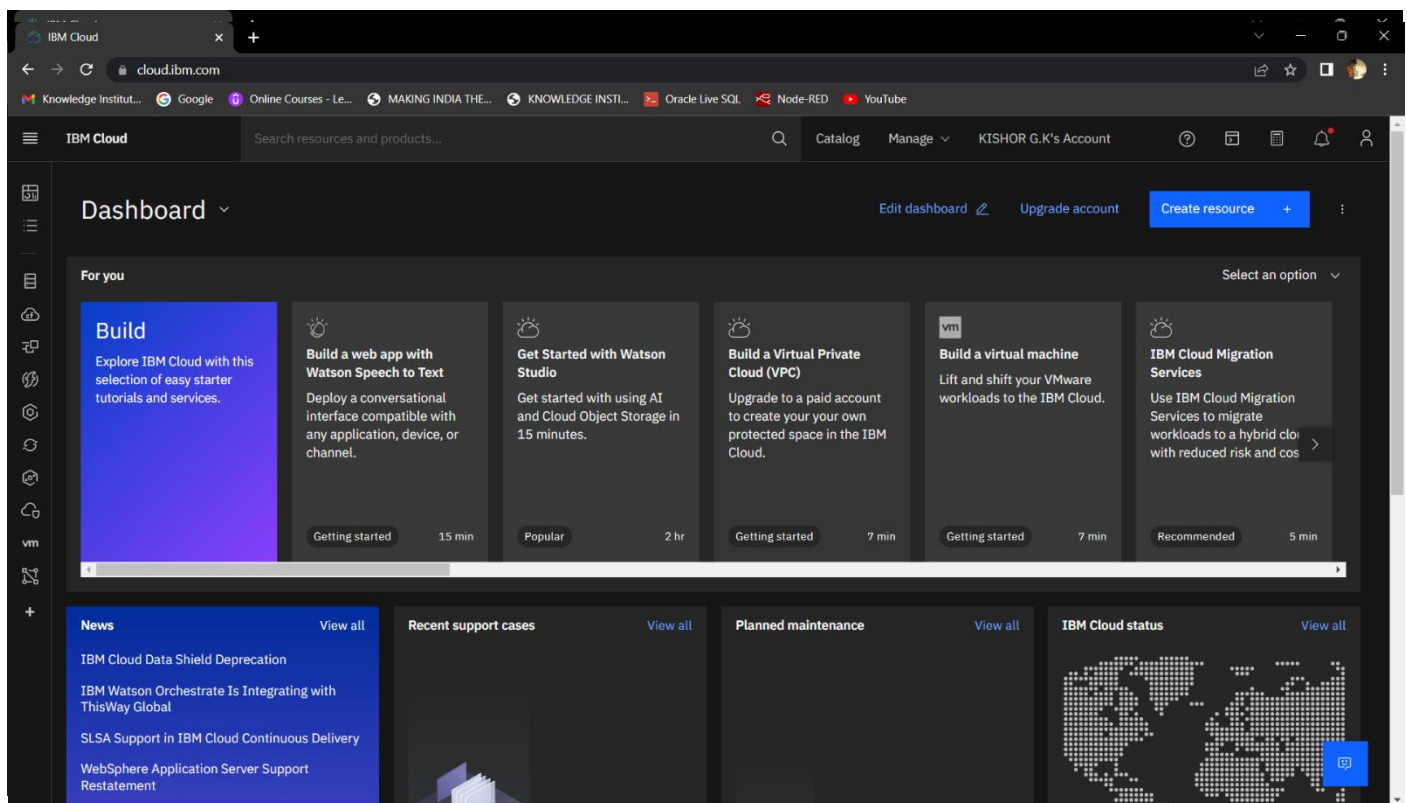 IBM Cloud
cloud.ibm.com
Knowledge Institut... Google Online Courses - Le... MAKING INDIA THE... KNOWLEDGE INSTI... Oracle Live SQL Node-RED YouTube
IBM Cloud Search resources and products... Catalog Manage KISHOR G.K's Account
Dashboard Edit dashboard Upgrade account Create resource +
For you Select an option
Build
Explore IBM Cloud with this
selection of easy starter
tutorials and services.
Build a web app with
Watson Speech to Text
Deploy a conversational
interface compatible with
any application, device, or
channel.
Getting started 15 min
Get Started with Watson
Studio
Get started with using AI
and Cloud Object Storage in
15 minutes.
Popular 2 hr
Build a Virtual Private
Cloud (VPC)
Upgrade to a paid account
to create your your own
protected space in the IBM
Cloud.
Getting started 7 min
vm
Build a virtual machine
Lift and shift your VMware
workloads to the IBM Cloud.
Getting started 7 min
IBM Cloud Migration
Services
Use IBM Cloud Migration
Services to migrate
workloads to a hybrid clou
with reduced risk and cos
Recommended 5 min
vm
News View all
IBM Cloud Data Shield Deprecation
IBM Watson Orchestrate Is Integrating with
ThisWay Global
SLSA Support in IBM Cloud Continuous Delivery
WebSphere Application Server Support
Restatement
Recent support cases View all
Planned maintenance View all
IBM Cloud status View all